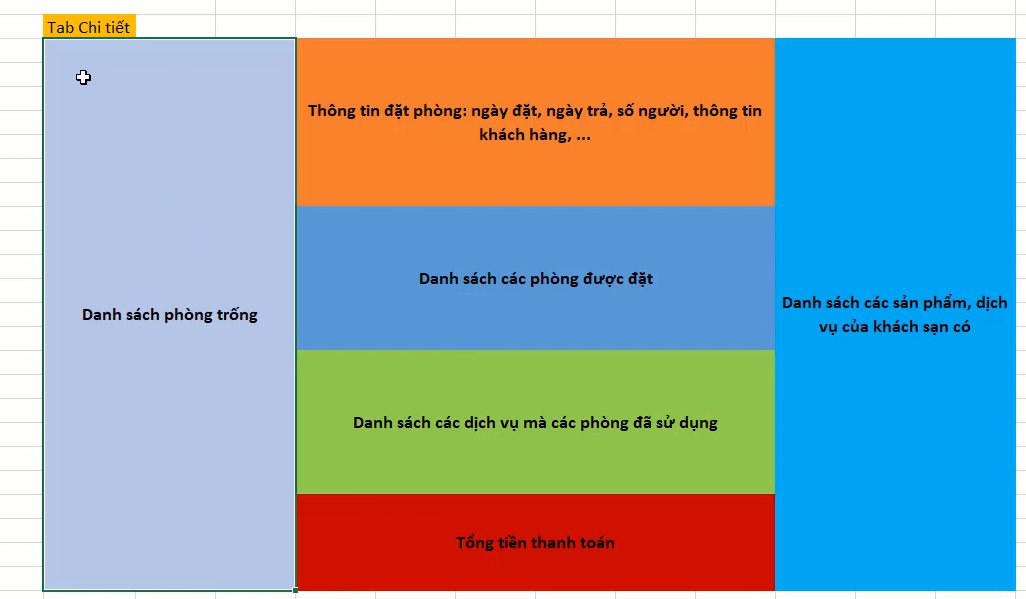 Tab Chi tiết
Thông tin đặt phòng: ngày đặt, ngày trả, số người, thông tin
khách hàng, ...
Danh sách các phòng được đặt
Danh sách phòng trống
Danh sách các sản phẩm, dịch
vụ của khách sạn có
Danh sách các dịch vụ mà các phòng đã sử dụng
Tổng tiền thanh toán